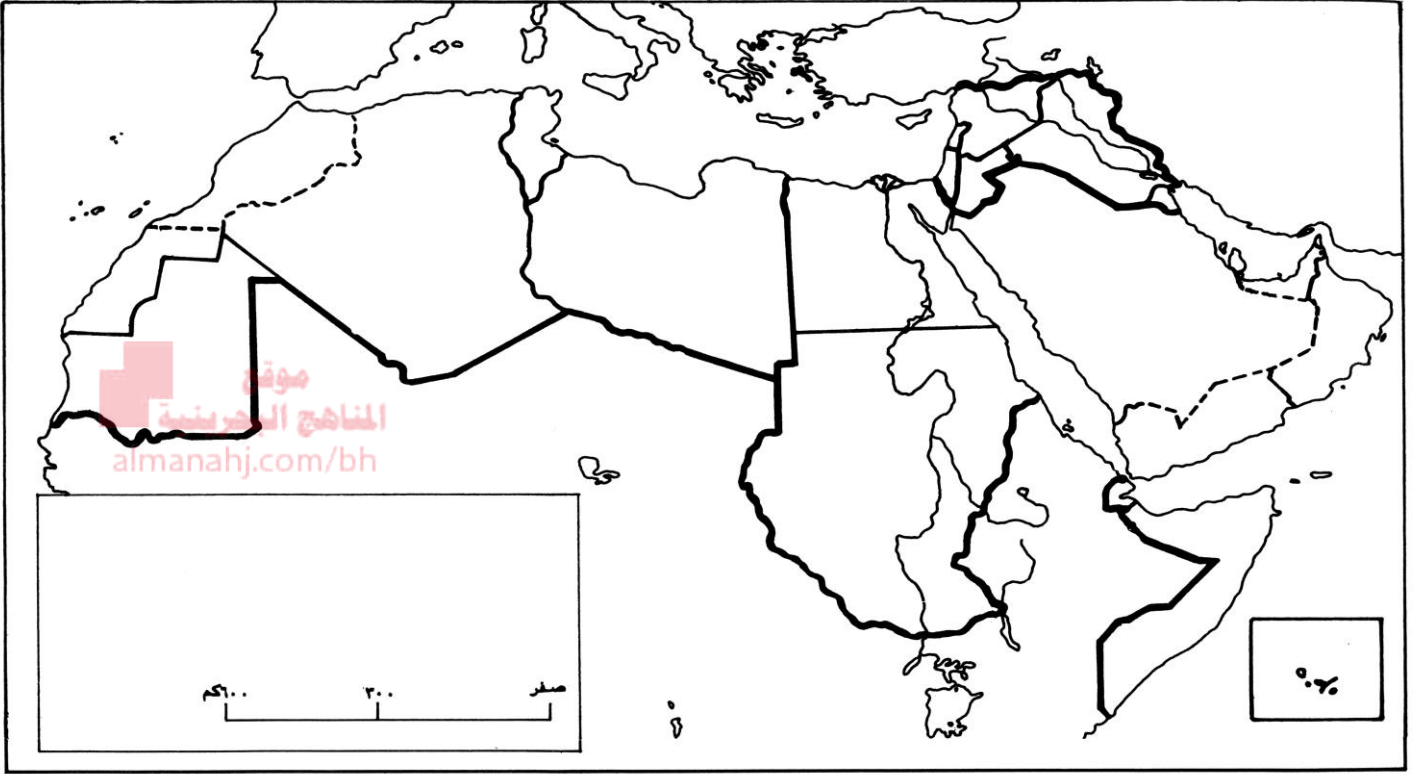 موقع
المناهج البحرينية
almanahj.com/bh
صفر ٣٠٠ ٦٠٠كم